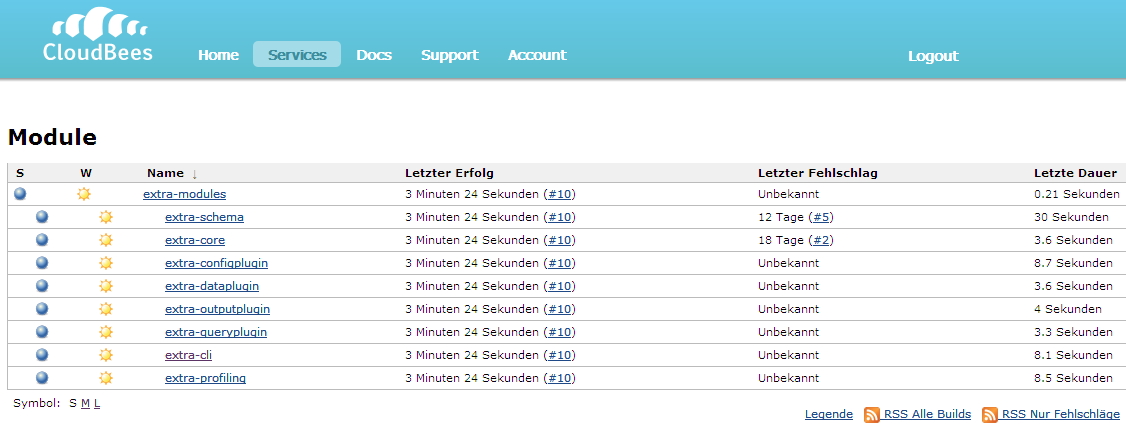 CloudBees
Home Services Docs Support Account Logout
Module
S W Name ↓ Letzter Erfolg Letzter Fehlschlag Letzte Dauer
extra-modules 3 Minuten 24 Sekunden (#10) Unbekannt 0.21 Sekunden
extra-schema 3 Minuten 24 Sekunden (#10) 12 Tage (#5) 30 Sekunden
extra-core 3 Minuten 24 Sekunden (#10) 18 Tage (#2) 3.6 Sekunden
extra-configplugin 3 Minuten 24 Sekunden (#10) Unbekannt 8.7 Sekunden
extra-dataplugin 3 Minuten 24 Sekunden (#10) Unbekannt 3.6 Sekunden
extra-outputplugin 3 Minuten 24 Sekunden (#10) Unbekannt 4 Sekunden
extra-queryplugin 3 Minuten 24 Sekunden (#10) Unbekannt 3.3 Sekunden
extra-cli 3 Minuten 24 Sekunden (#10) Unbekannt 8.1 Sekunden
extra-profiling 3 Minuten 24 Sekunden (#10) Unbekannt 8.5 Sekunden
Symbol: S M L
Legende RSS Alle Builds RSS Nur Fehlschläge